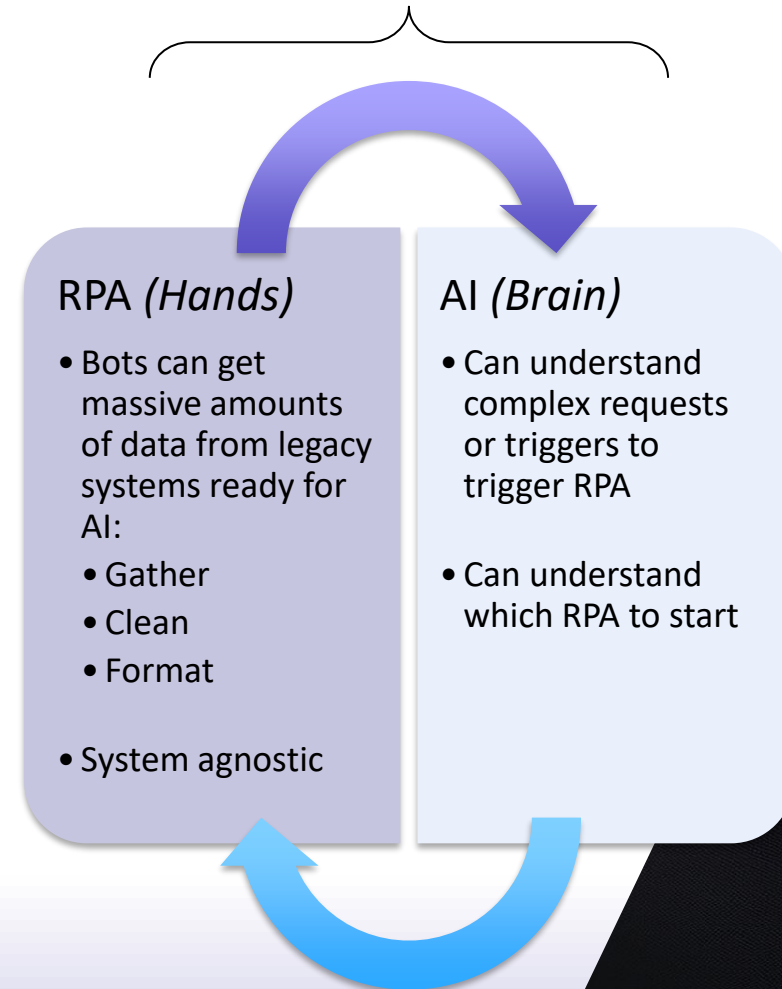 RPA (Hands)
• Bots can get
massive amounts
of data from legacy
systems ready for
AI:
• Gather
• Clean
• Format
• System agnostic
AI (Brain)
• Can understand
complex requests
or triggers to
trigger RPA
• Can understand
which RPA to start